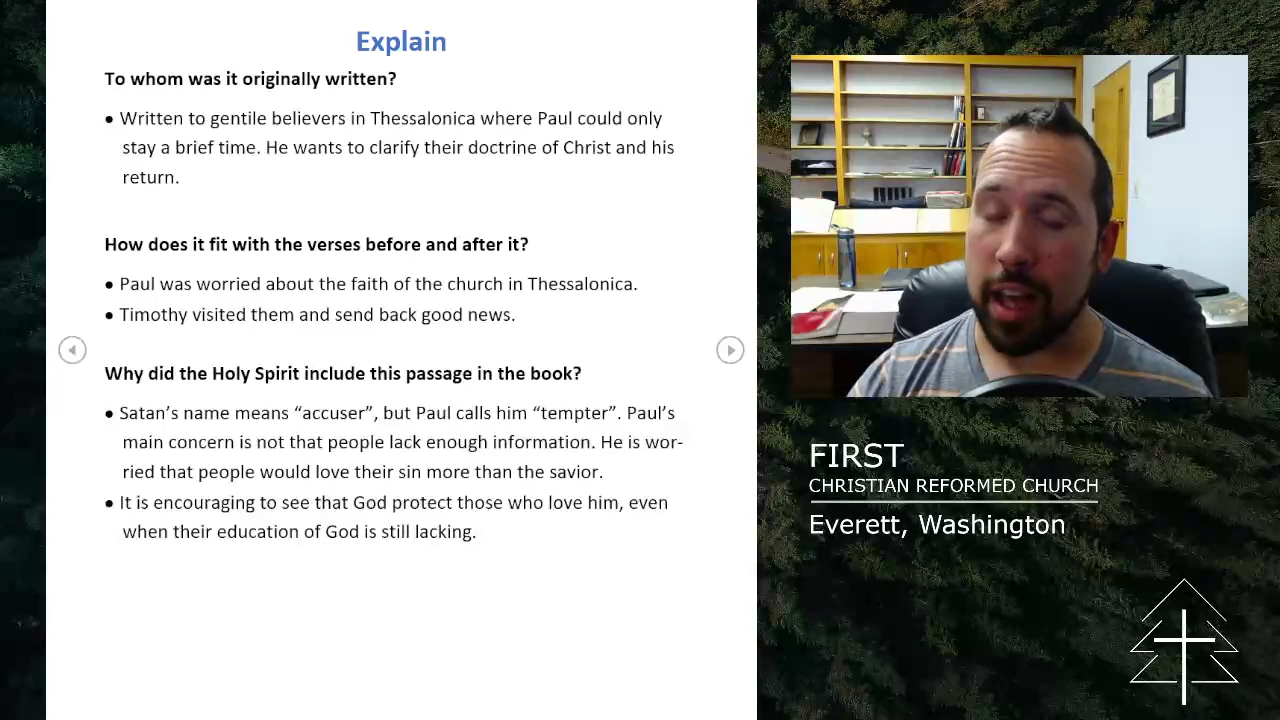 Explain
To whom was it originally written?
• Written to gentile believers in Thessalonica where Paul could only
stay a brief time. He wants to clarify their doctrine of Christ and his
return.
How does it fit with the verses before and after it?
• Paul was worried about the faith of the church in Thessalonica.
• Timothy visited them and send back good news.
Why did the Holy Spirit include this passage in the book?
• Satan’s name means “accuser”, but Paul calls him “tempter”. Paul’s
main concern is not that people lack enough information. He is wor-
ried that people would love their sin more than the savior.
• It is encouraging to see that God protect those who love him, even
when their education of God is still lacking.
FIRST
CHRISTIAN REFORMED CHURCH
Everett, Washington